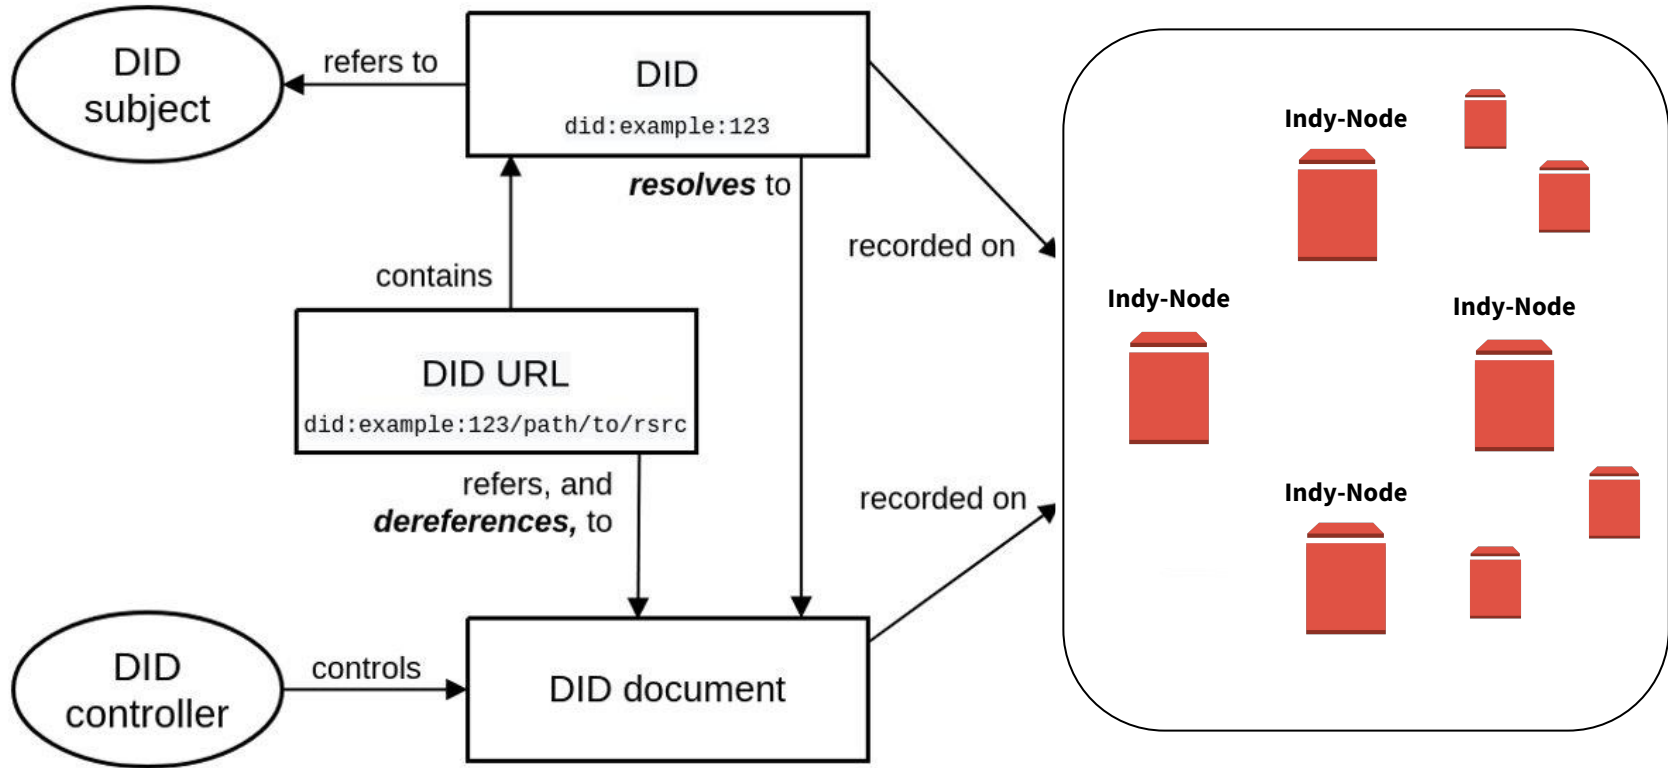 DID
subject
refers to
DID
did:example:123
resolves to
contains
DID URL
did:example:123/path/to/rsrc
refers, and
dereferences, to
DID
controller
controls
DID document
recorded on
recorded on
Indy-Node
Indy-Node
Indy-Node
Indy-Node